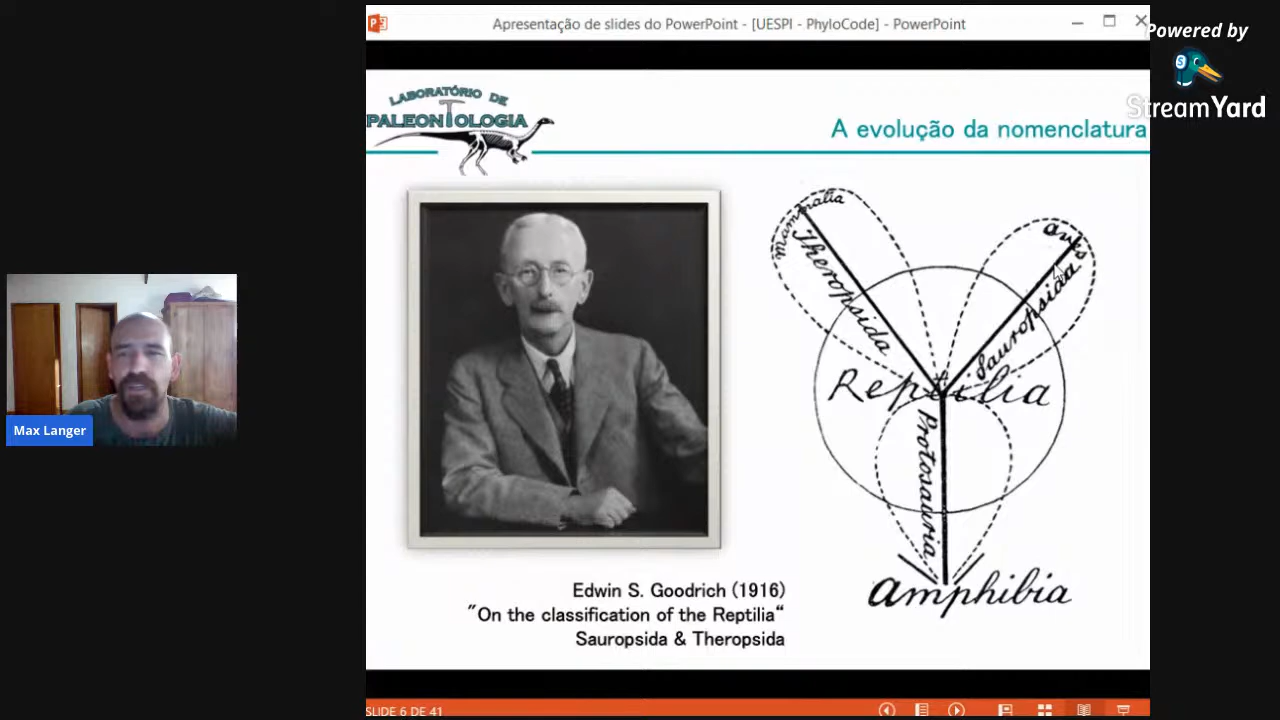 Apresentação de slides do PowerPoint - [UESPI - PhyloCode] - PowerPoint
Powered by
StreamYard
LABORATÓRIO DE
PALEONTOLOGIA
A evolução da nomenclatura
mammalia
Theropsida
aves
Sauropsida
Reptilia
Protosauria
Amphibia
Max Langer
Edwin S. Goodrich (1916)
"On the classification of the Reptilia“
Sauropsida & Theropsida
SLIDE 6 DE 41